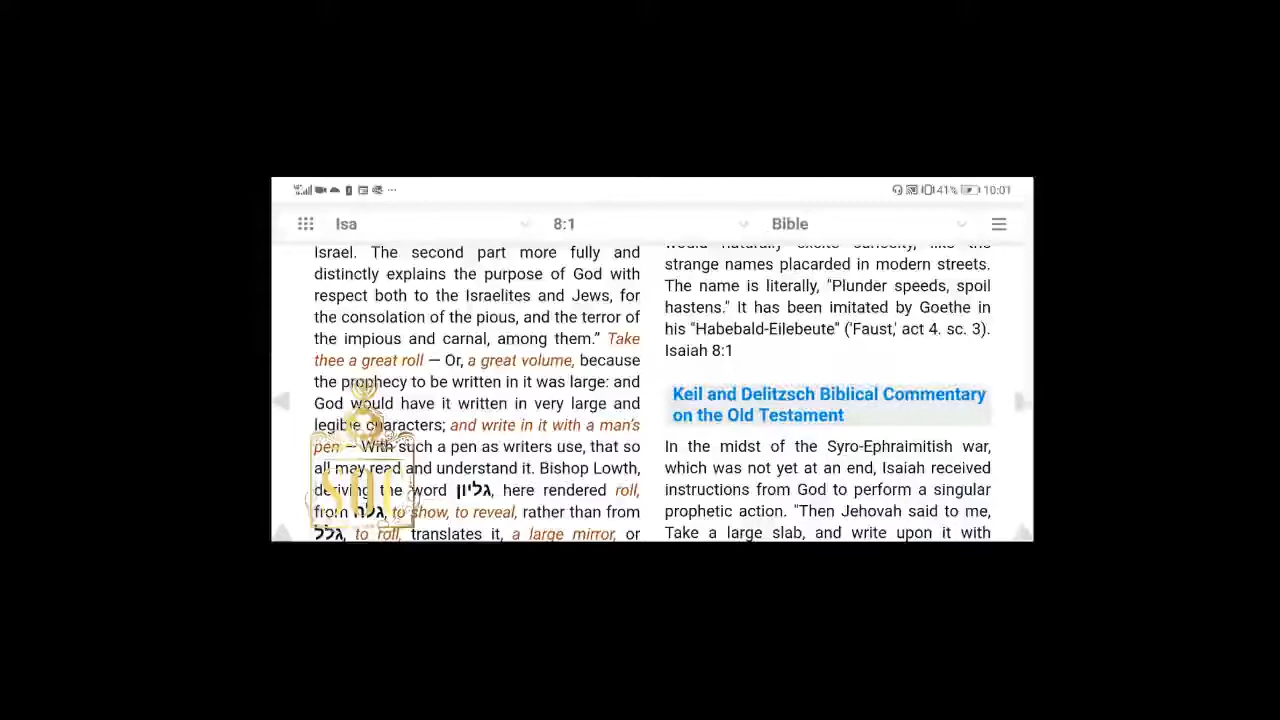 41% 10:01
Isa 8:1 Bible
Israel. The second part more fully and
distinctly explains the purpose of God with
respect both to the Israelites and Jews, for
the consolation of the pious, and the terror of
the impious and carnal, among them.” Take
thee a great roll — Or, a great volume, because
the prophecy to be written in it was large: and
God would have it written in very large and
legible characters; and write in it with a man’s
pen — With such a pen as writers use, that so
all may read and understand it. Bishop Lowth,
deriving the word גליון, here rendered roll,
from גלה, to show, to reveal, rather than from
גלל, to roll, translates it, a large mirror, or
would naturally excite curiosity, like the
strange names placarded in modern streets.
The name is literally, "Plunder speeds, spoil
hastens." It has been imitated by Goethe in
his "Habebald-Eilebeute" ('Faust,' act 4. sc. 3).
Isaiah 8:1
Keil and Delitzsch Biblical Commentary
on the Old Testament
In the midst of the Syro-Ephraimitish war,
which was not yet at an end, Isaiah received
instructions from God to perform a singular
prophetic action. "Then Jehovah said to me,
Take a large slab, and write upon it with